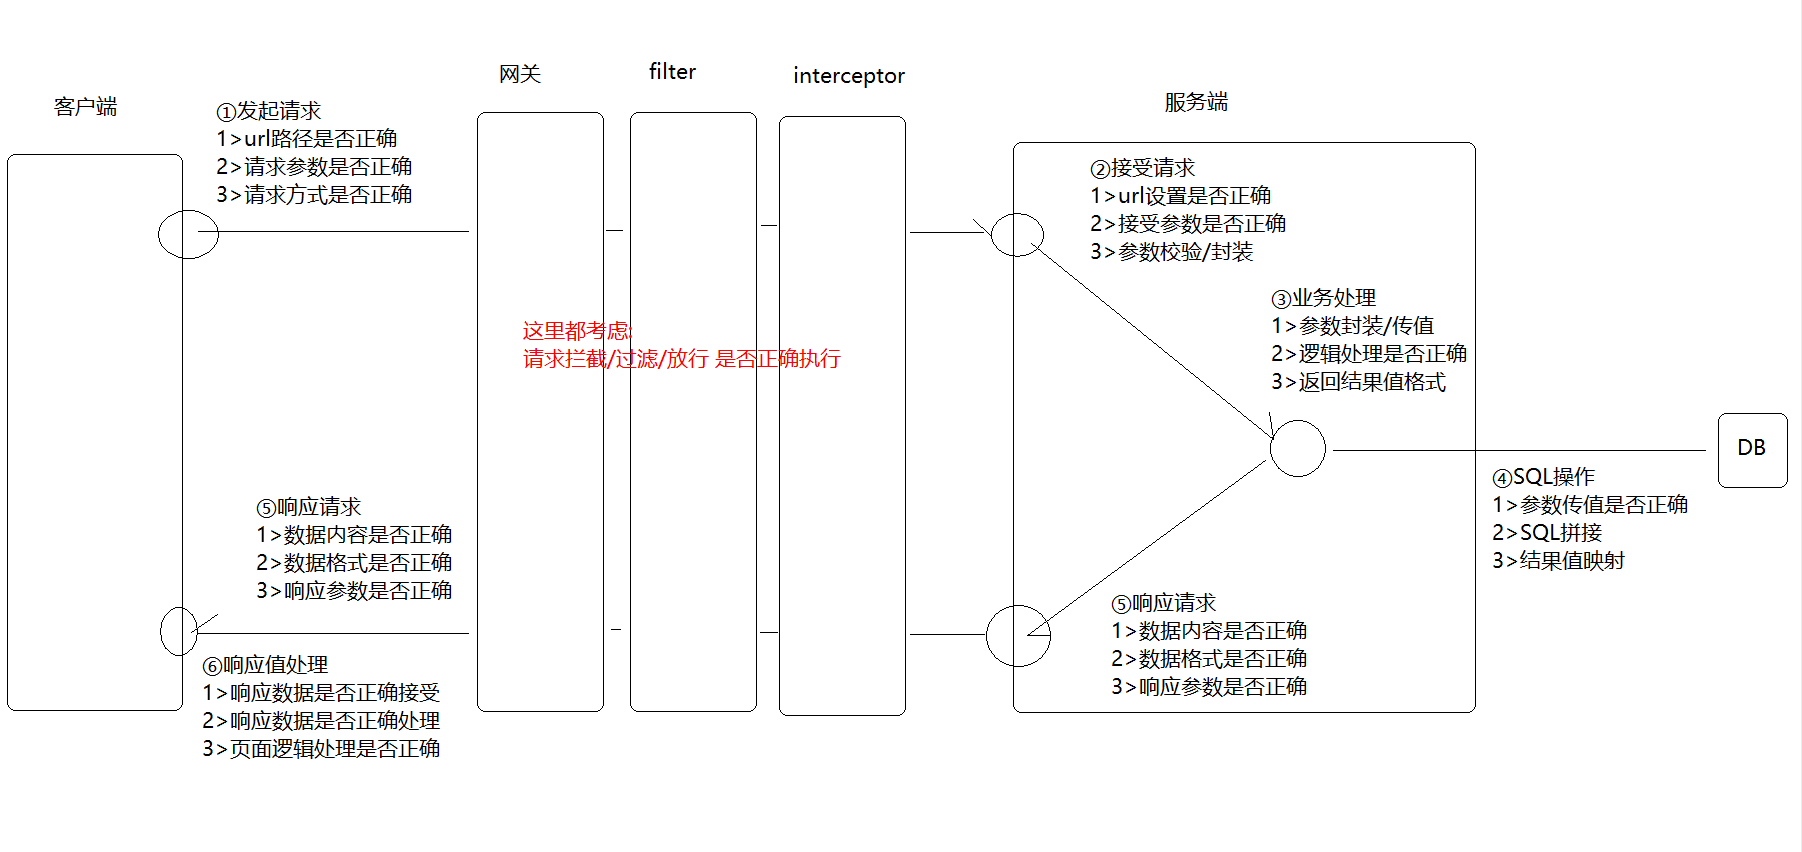 客户端
①发起请求
1>url路径是否正确
2>请求参数是否正确
3>请求方式是否正确
网关
filter
interceptor
服务端
②接受请求
1>url设置是否正确
2>接受参数是否正确
3>参数校验/封装
③业务处理
1>参数封装/传值
2>逻辑处理是否正确
3>返回结果值格式
这里都考虑:
请求拦截/过滤/放行 是否正确执行
DB
④SQL操作
1>参数传值是否正确
2>SQL拼接
3>结果值映射
⑤响应请求
1>数据内容是否正确
2>数据格式是否正确
3>响应参数是否正确
⑤响应请求
1>数据内容是否正确
2>数据格式是否正确
3>响应参数是否正确
⑥响应值处理
1>响应数据是否正确接受
2>响应数据是否正确处理
3>页面逻辑处理是否正确